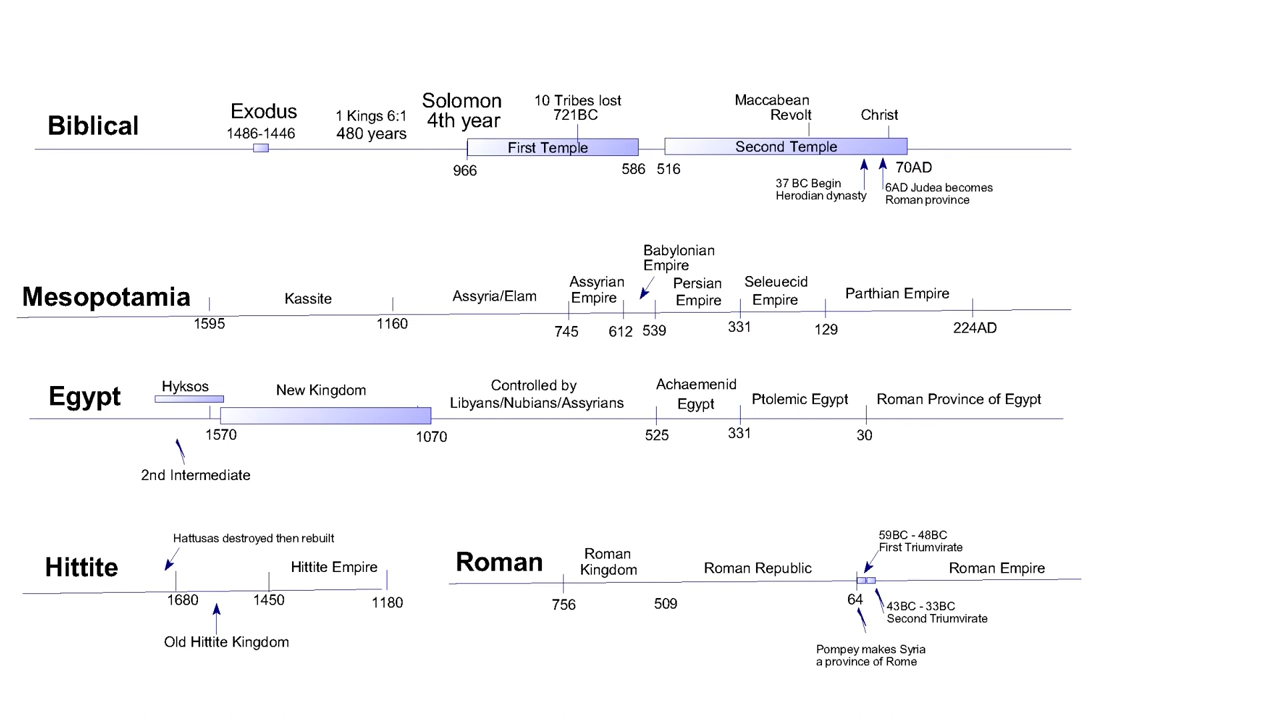 Biblical
Exodus
1486-1446
1 Kings 6:1
480 years
Solomon
4th year
10 Tribes lost
721BC
First Temple
966
586
516
Maccabean
Revolt
Christ
Second Temple
70AD
37 BC Begin
Herodian dynasty
6AD Judea becomes
Roman province
Mesopotamia
1595
Kassite
1160
Assyria/Elam
745
Assyrian
Empire
612
Babylonian
Empire
539
Persian
Empire
331
Seleuecid
Empire
129
Parthian Empire
224AD
Egypt
Hyksos
1570
2nd Intermediate
New Kingdom
1070
Controlled by
Libyans/Nubians/Assyrians
525
Achaemenid
Egypt
331
Ptolemic Egypt
30
Roman Province of Egypt
Hittite
Hattusas destroyed then rebuilt
1680
Old Hittite Kingdom
1450
Hittite Empire
1180
Roman
756
Roman
Kingdom
509
Roman Republic
64
59BC - 48BC
First Triumvirate
43BC - 33BC
Second Triumvirate
Pompey makes Syria
a province of Rome
Roman Empire